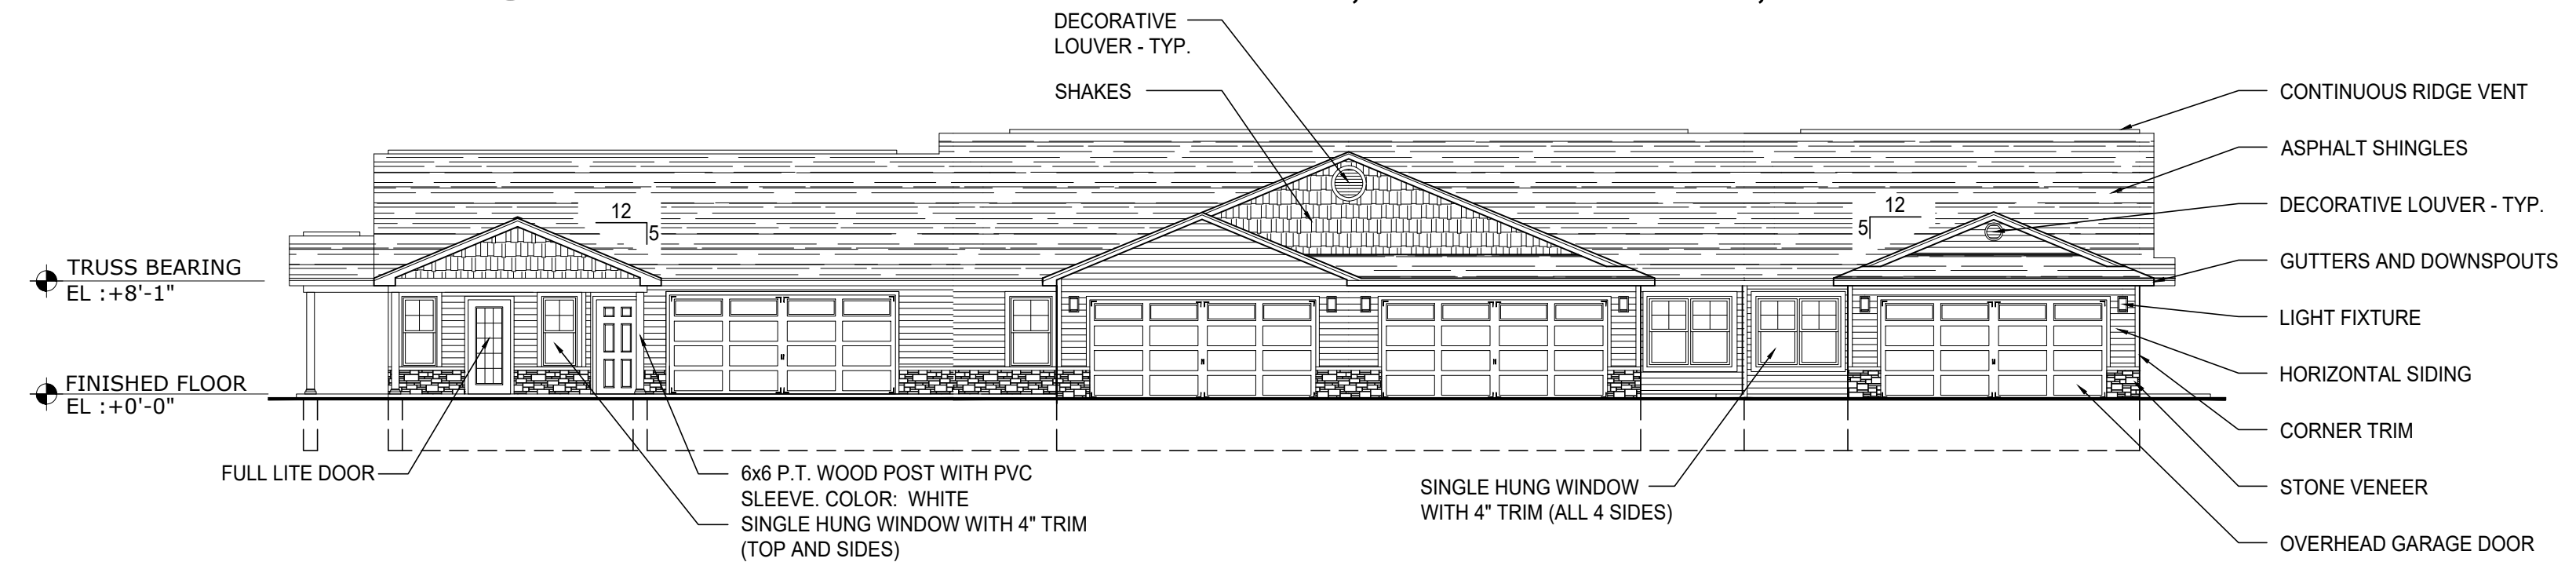 DECORATIVE
LOUVER - TYP.
SHAKES
CONTINUOUS RIDGE VENT
ASPHALT SHINGLES
DECORATIVE LOUVER - TYP.
GUTTERS AND DOWNSPOUTS
LIGHT FIXTURE
HORIZONTAL SIDING
CORNER TRIM
STONE VENEER
OVERHEAD GARAGE DOOR
12
5
12
5
TRUSS BEARING
EL :+8'-1"
FINISHED FLOOR
EL :+0'-0"
FULL LITE DOOR
6x6 P.T. WOOD POST WITH PVC
SLEEVE. COLOR: WHITE
SINGLE HUNG WINDOW WITH 4" TRIM
(TOP AND SIDES)
SINGLE HUNG WINDOW
WITH 4" TRIM (ALL 4 SIDES)